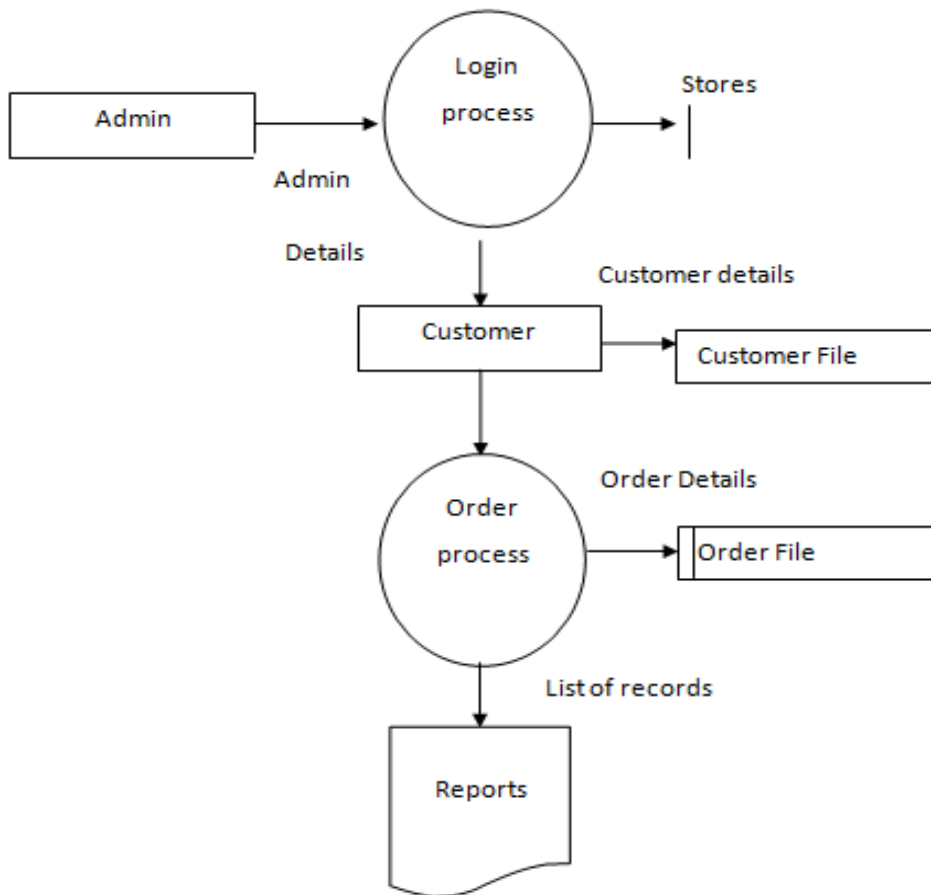 Login
process
Stores
Admin
Admin
Details
Customer details
Customer
Customer File
Order
process
Order Details
Order File
List of records
Reports